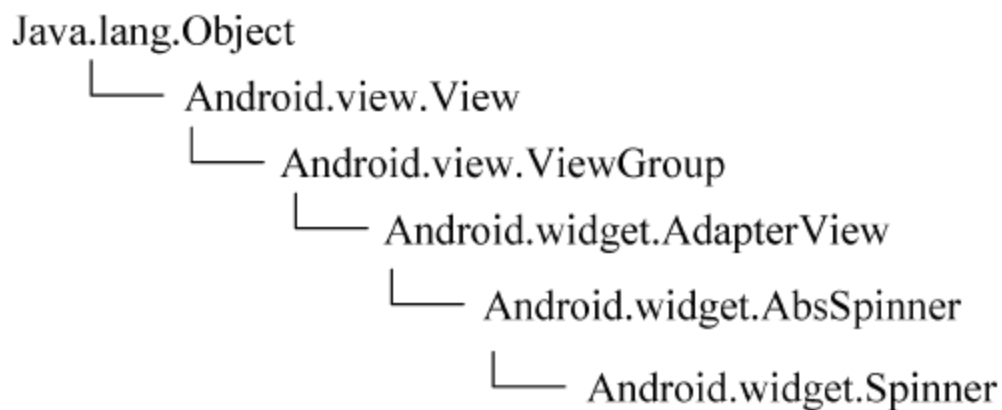 Java.lang.Object
Android.view.View
Android.view.ViewGroup
Android.widget.AdapterView
Android.widget.AbsSpinner
Android.widget.Spinner